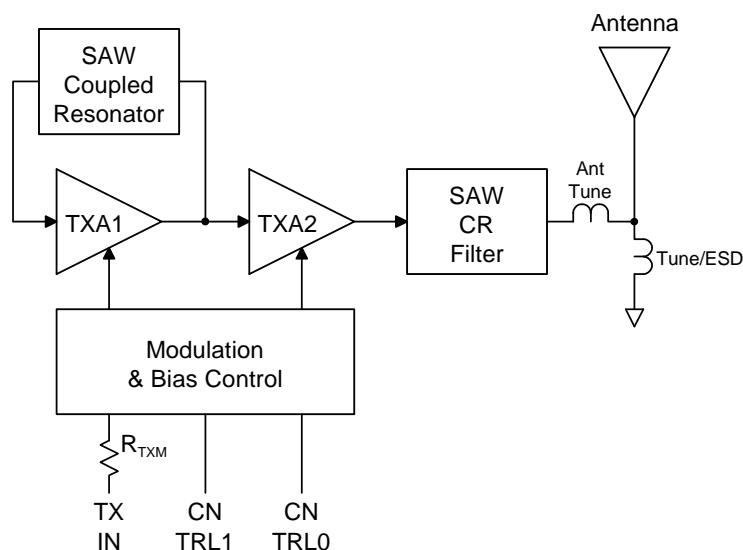 Antenna
SAW
Coupled
Resonator
Ant
Tune
TXA1
TXA2
SAW
CR
Filter
Tune/ESD
Modulation
& Bias Control
RTXM
TX
IN
CN
TRL1
CN
TRL0